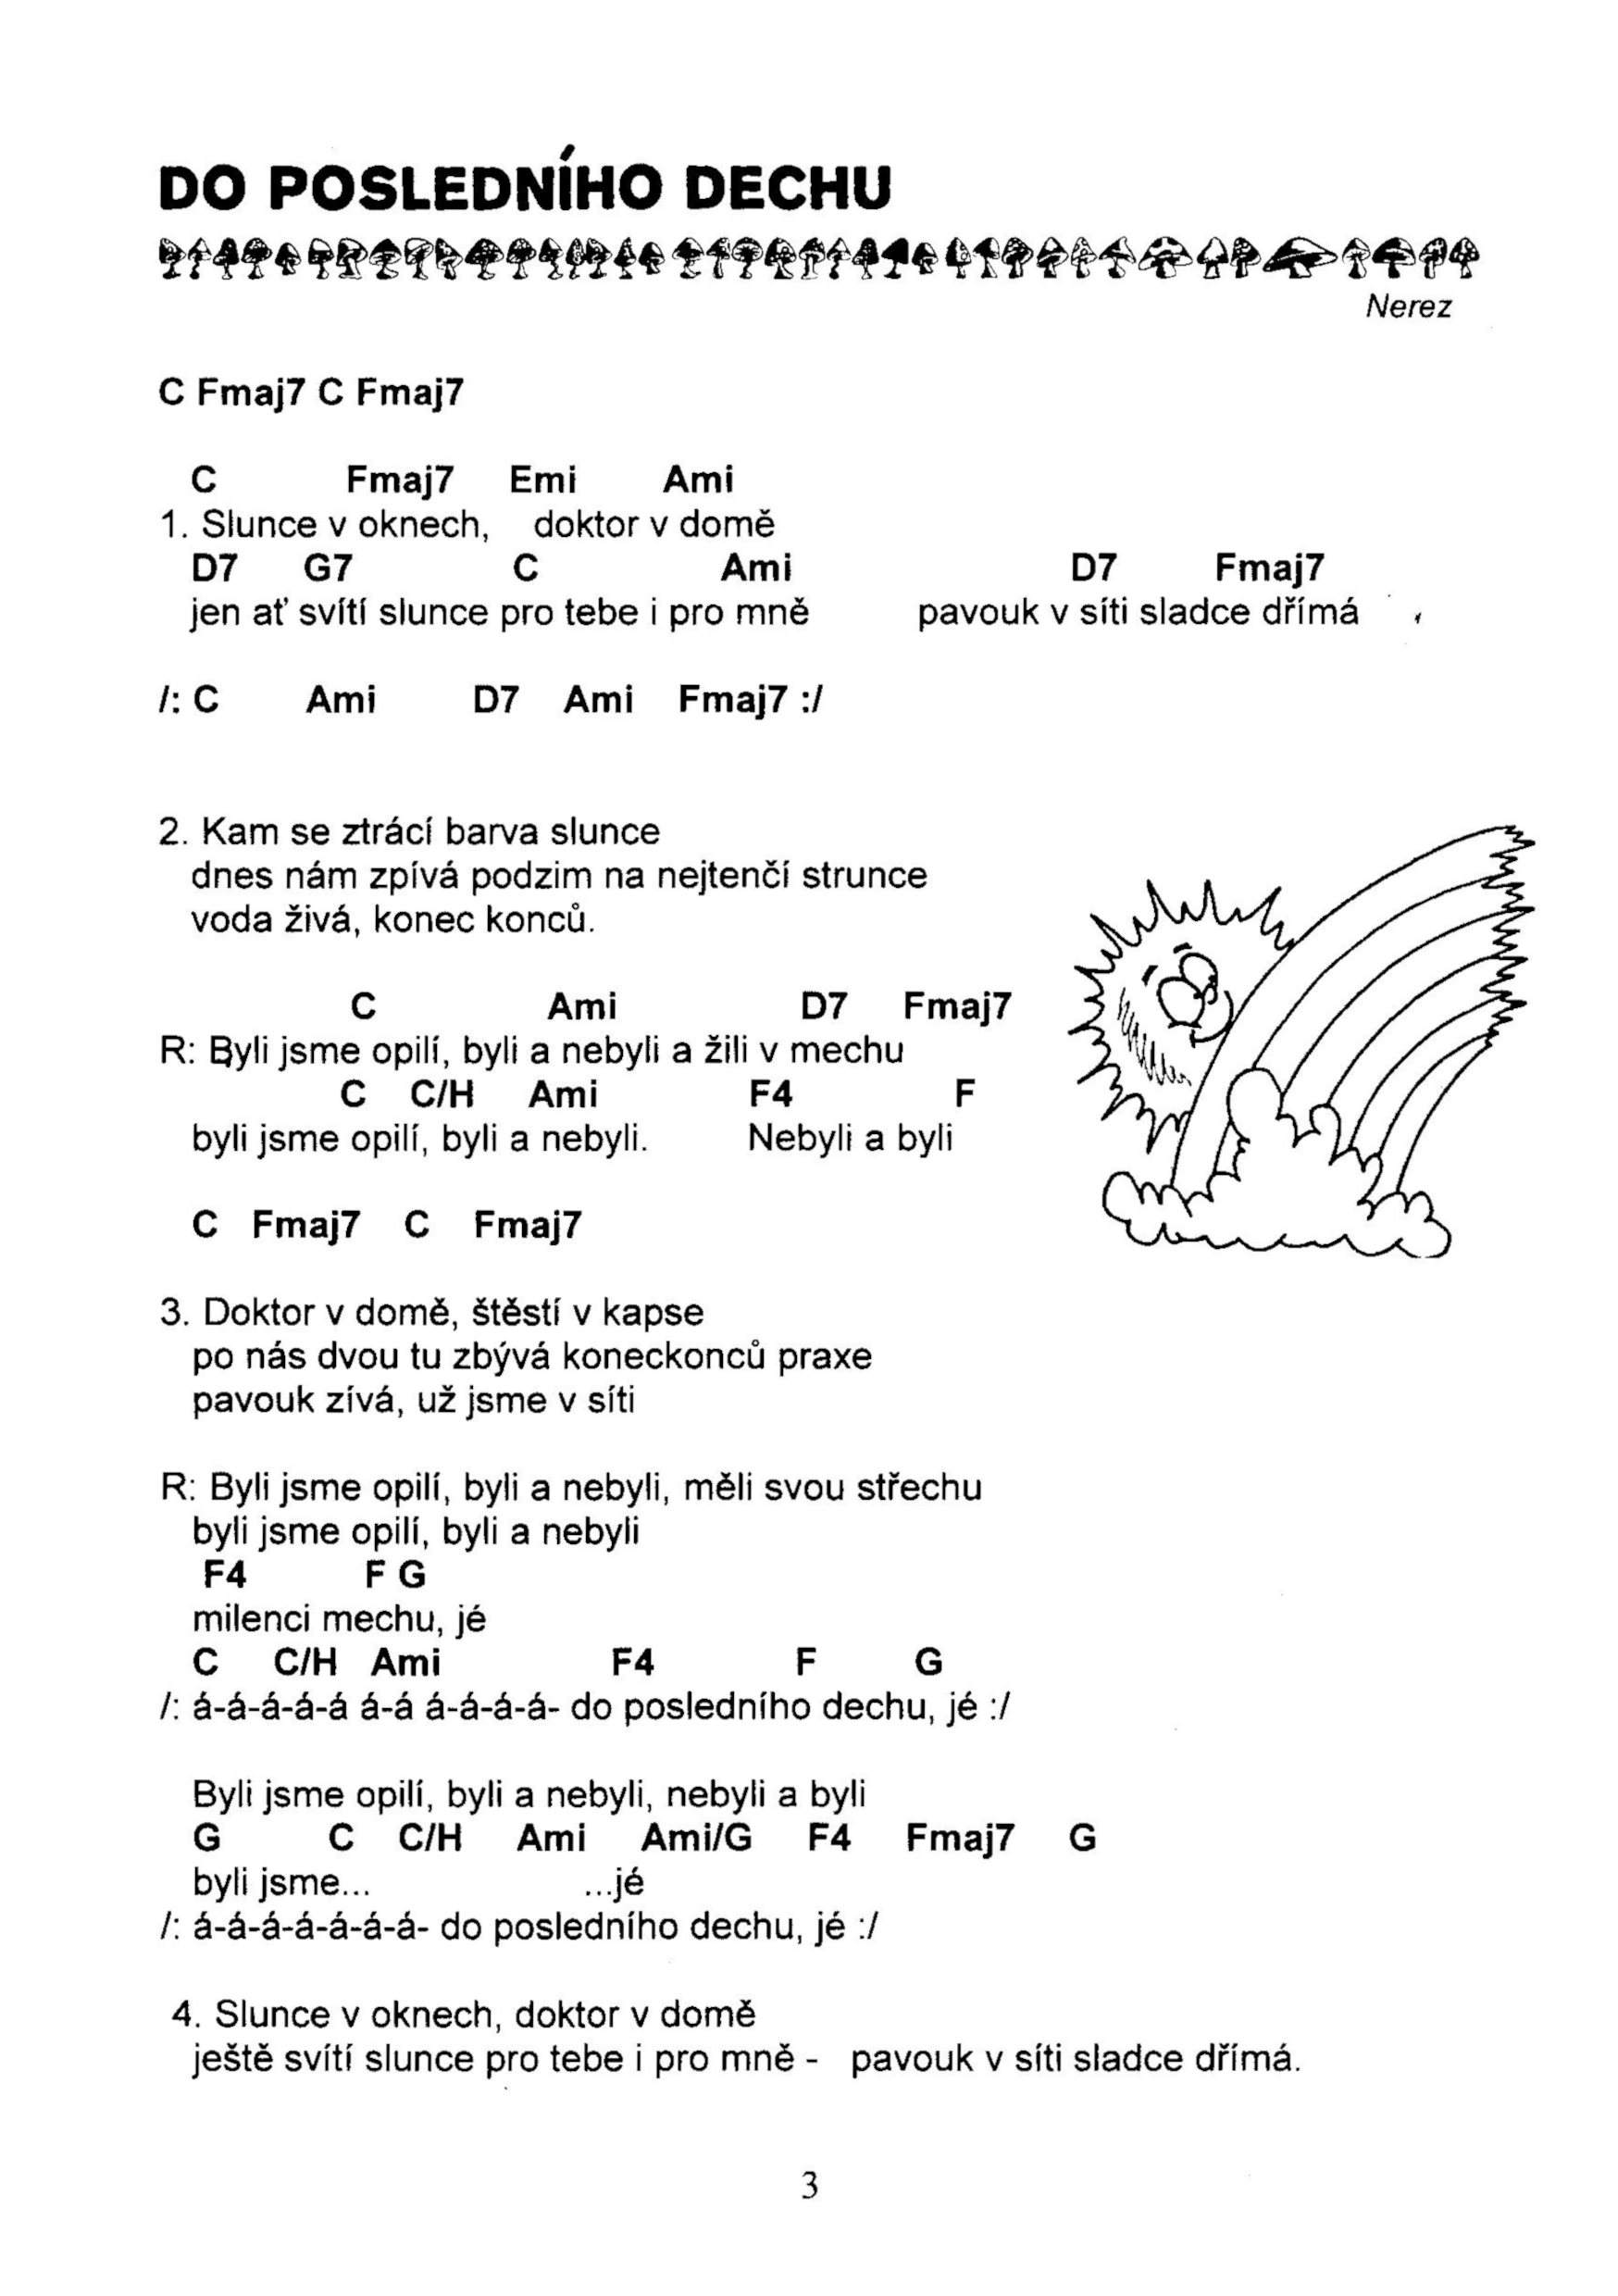 DO POSLEDNÍHO DECHU
Nerez
C Fmaj7 C Fmaj7
C Fmaj7 Emi Ami
1. Slunce v oknech, doktor v domě
D7 G7 C Ami D7 Fmaj7
jen ať svítí slunce pro tebe i pro mně pavouk v síti sladce dřímá
/: C Ami D7 Ami Fmaj7 :/
2. Kam se ztrácí barva slunce
dnes nám zpívá podzim na nejtenčí strunce
voda živá, konec konců.
C Ami D7 Fmaj7
R: Byli jsme opilí, byli a nebyli a žili v mechu
C C/H Ami F4 F
byli jsme opilí, byli a nebyli. Nebyli a byli
C Fmaj7 C Fmaj7
3. Doktor v domě, štěstí v kapse
po nás dvou tu zbývá koneckonců praxe
pavouk zívá, už jsme v síti
R: Byli jsme opilí, byli a nebyli, měli svou střechu
byli jsme opilí, byli a nebyli
F4 F G
milenci mechu, jé
C C/H Ami F4 F G
/: á-á-á-á-á á-á á-á-á-á- do posledního dechu, jé :/
Byli jsme opilí, byli a nebyli, nebyli a byli
G C C/H Ami Ami/G F4 Fmaj7 G
byli jsme... ...jé
/: á-á-á-á-á-á-á- do posledního dechu, jé :/
4. Slunce v oknech, doktor v domě
ještě svítí slunce pro tebe i pro mně - pavouk v síti sladce dřímá.
3